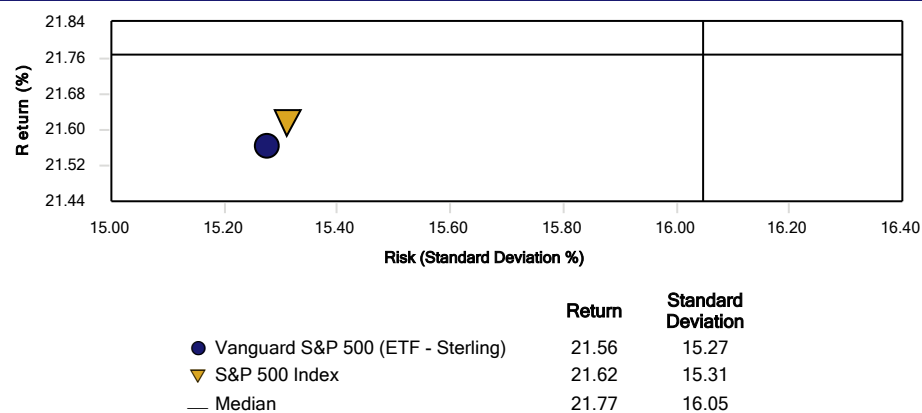 21.84
21.76
21.68
21.60
21.52
21.44
Return (%)
15.00 15.20 15.40 15.60 15.80 16.00 16.20 16.40
Risk (Standard Deviation %)
Return Standard Deviation
Vanguard S&P 500 (ETF - Sterling) 21.56 15.27
S&P 500 Index 21.62 15.31
Median 21.77 16.05